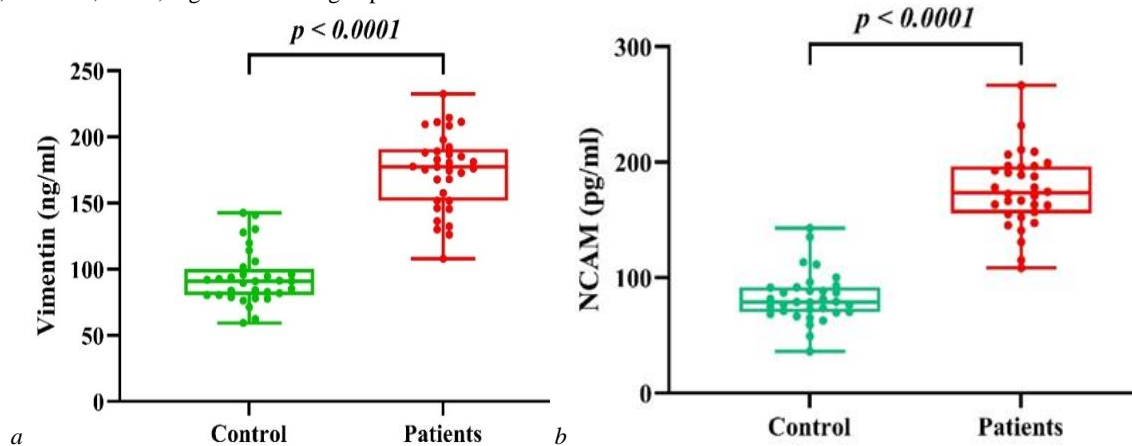 p < 0.0001
250
200
150
100
50
0
Vimentin (ng/ml)
Control Patients
a
p < 0.0001
300
200
100
0
NCAM (pg/ml)
Control Patients
b